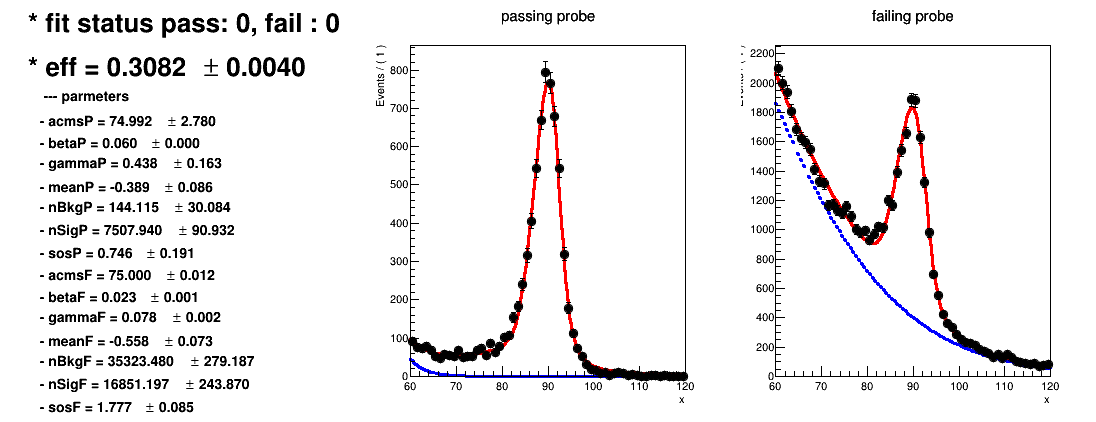 * fit status pass: 0, fail : 0
* eff = 0.3082 ± 0.0040
--- parmeters
- acmsP = 74.992 ± 2.780
- betaP = 0.060 ± 0.000
- gammaP = 0.438 ± 0.163
- meanP = -0.389 ± 0.086
- nBkgP = 144.115 ± 30.084
- nSigP = 7507.940 ± 90.932
- sosP = 0.746 ± 0.191
- acmsF = 75.000 ± 0.012
- betaF = 0.023 ± 0.001
- gammaF = 0.078 ± 0.002
- meanF = -0.558 ± 0.073
- nBkgF = 35323.480 ± 279.187
- nSigF = 16851.197 ± 243.870
- sosF = 1.777 ± 0.085
passing probe
Events / ( 1 )
800
700
600
500
400
300
200
100
0
60 70 80 90 100 110 120
x
failing probe
2200
2000
1800
1600
1400
1200
1000
800
600
400
200
0
60 70 80 90 100 110 120
x